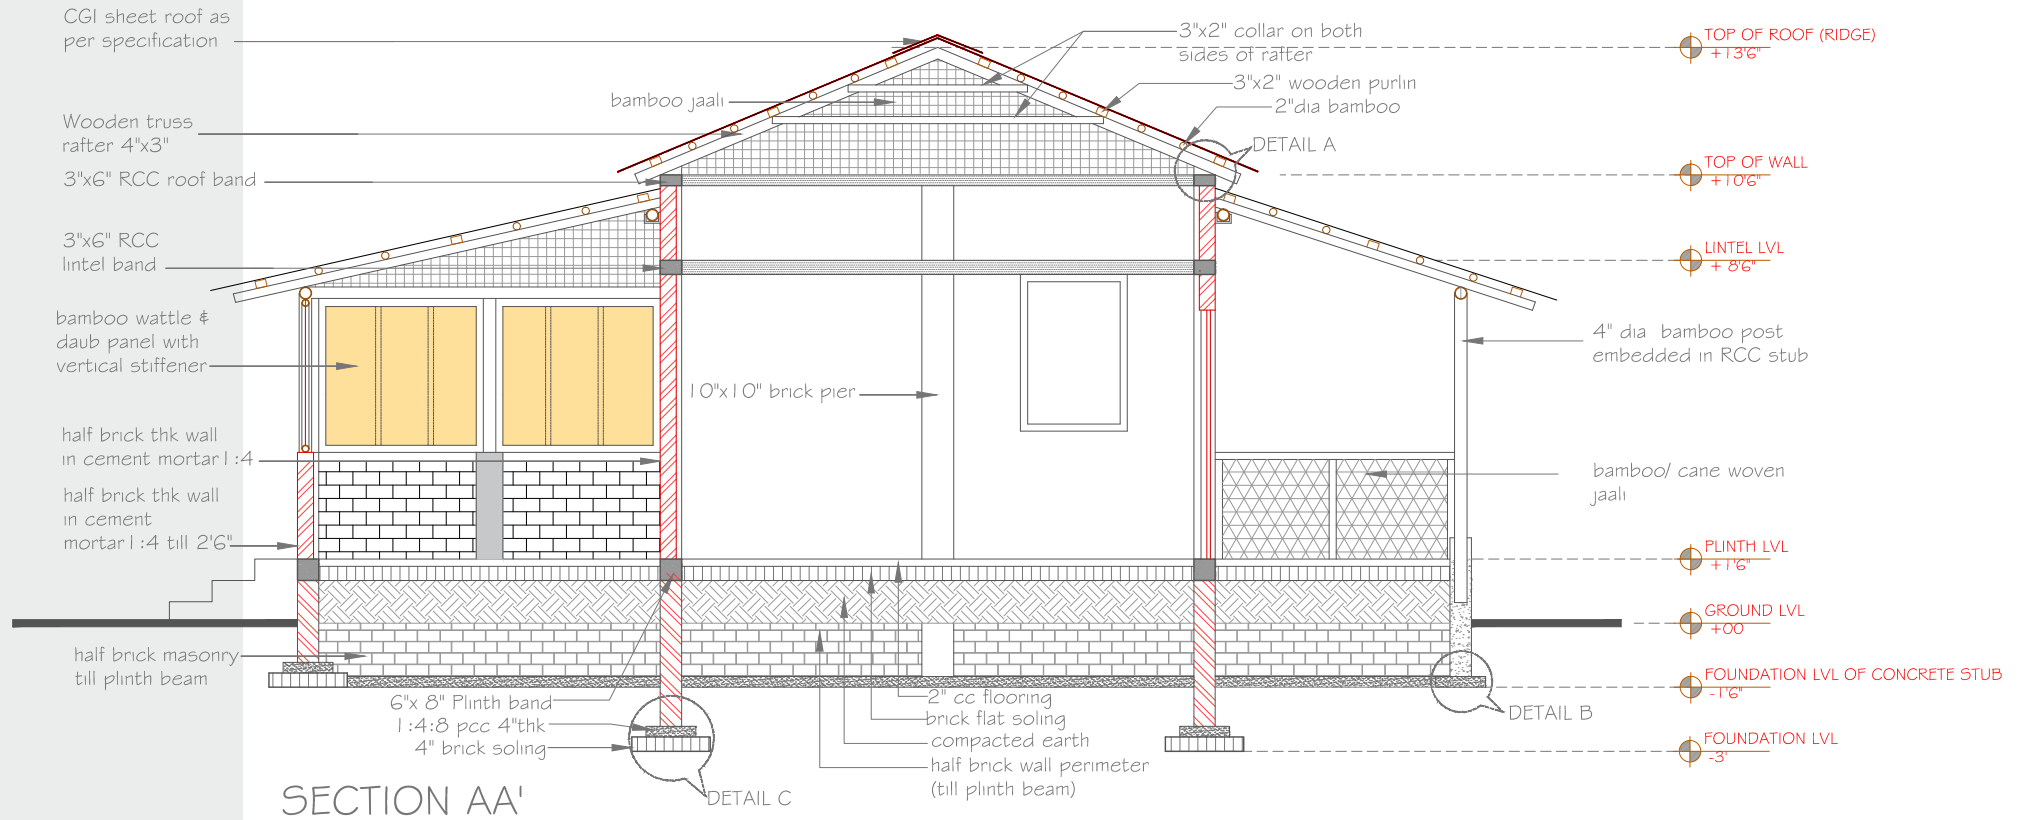 CGI sheet roof as
per specification
Wooden truss
rafter 4"x3"
3"x6" RCC roof band
3"x6" RCC
lintel band
bamboo wattle &
daub panel with
vertical stiffener
half brick thk wall
in cement mortar1:4
half brick thk wall
in cement
mortar1:4 till 2'6"
half brick masonry
till plinth beam
bamboo jaali
10"x10" brick pier
6"x 8" Plinth band
1:4:8 pcc 4"thk
4" brick soling
2" cc flooring
brick flat soling
compacted earth
half brick wall perimeter
(till plinth beam)
3"x2" collar on both
sides of rafter
3"x2" wooden purlin
2"dia bamboo
DETAIL A
4" dia bamboo post
embedded in RCC stub
bamboo/ cane woven
jaali
DETAIL B
DETAIL C
TOP OF ROOF (RIDGE)
+13'6"
TOP OF WALL
+10'6"
LINTEL LVL
+ 8'6"
PLINTH LVL
+1'6"
GROUND LVL
+00
FOUNDATION LVL OF CONCRETE STUB
-1'6"
FOUNDATION LVL
-3'
SECTION AA'